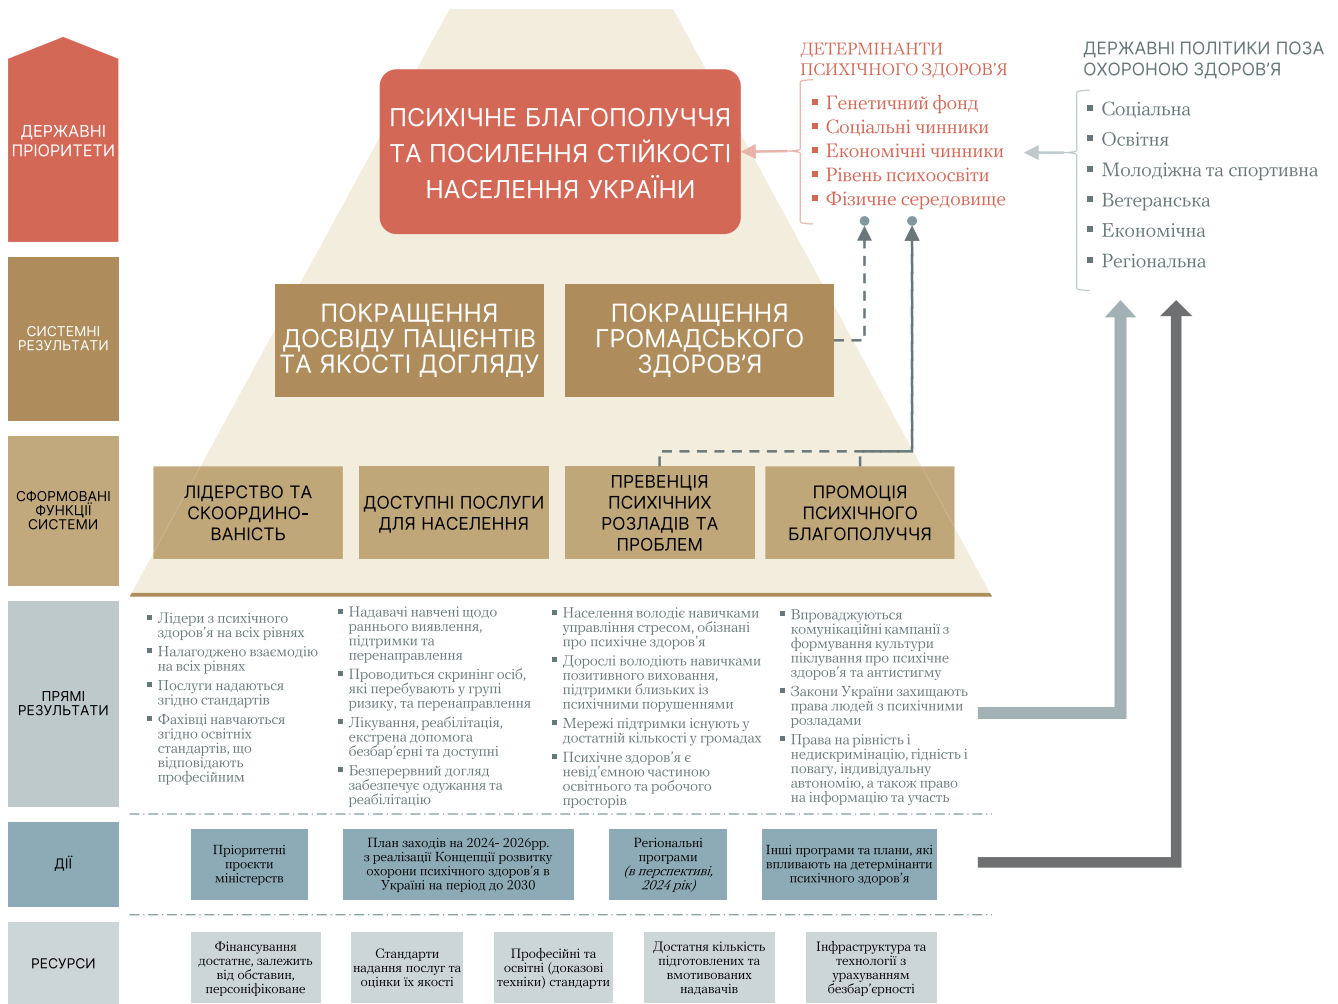 ДЕРЖАВНІ
ПРІОРИТЕТИ
ПСИХІЧНЕ БЛАГОПОЛУЧЧЯ
ТА ПОСИЛЕННЯ СТІЙКОСТІ
НАСЕЛЕННЯ УКРАЇНИ
ДЕТЕРМІНАНТИ
ПСИХІЧНОГО ЗДОРОВ'Я
Генетичний фонд
Соціальні чинники
Економічні чинники
Рівень психоосвіти
Фізичне середовище
ДЕРЖАВНІ ПОЛІТИКИ ПОЗА
ОХОРОНОЮ ЗДОРОВ'Я
Соціальна
Освітня
Молодіжна та спортивна
Ветеранська
Економічна
Регіональна
СИСТЕМНІ
РЕЗУЛЬТАТИ
ПОКРАЩЕННЯ
ДОСВІДУ ПАЦІЄНТІВ
ТА ЯКОСТІ ДОГЛЯДУ
ПОКРАЩЕННЯ
ГРОМАДСЬКОГО
ЗДОРОВ'Я
СФОРМОВАНІ
ФУНКЦІЇ
СИСТЕМИ
ЛІДЕРСТВО ТА
СКООРДИНО-
ВАНІСТЬ
ДОСТУПНІ ПОСЛУГИ
ДЛЯ НАСЕЛЕННЯ
ПРЕВЕНЦІЯ
ПСИХІЧНИХ
РОЗЛАДІВ ТА
ПРОБЛЕМ
ПРОМОЦІЯ
ПСИХІЧНОГО
БЛАГОПОЛУЧЧЯ
ПРЯМІ
РЕЗУЛЬТАТИ
Лідери з психічного
здоров'я на всіх рівнях
Налагоджено взаємодію
на всіх рівнях
Послуги надаються
згідно стандартів
Фахівці навчаються
згідно освітніх
стандартів, що
відповідають
професійним
Надавачі навчені щодо
раннього виявлення,
підтримки та
перенаправлення
Проводиться скринінг осіб,
які перебувають у групі
ризику, та перенаправлення
Лікування, реабілітація,
екстрена допомога
безбар'єрні та доступні
Безперервний догляд
забезпечує одужання та
реабілітацію
Населення володіє навичками
управління стресом, обізнані
про психічне здоров'я
Дорослі володіють навичками
позитивного виховання,
підтримки близьких із
психічними порушеннями
Мережі підтримки існують у
достатній кількості у громадах
Психічне здоров'я є
невід'ємною частиною
освітнього та робочого
просторів
Впроваджуються
комунікаційні кампанії з
формування культури
піклування про психічне
здоров'я та антистигму
Закони України захищають
права людей з психічними
розладами
Права на рівність і
недискримінацію, гідність і
повагу, індивідуальну
автономію, а також право
на інформацію та участь
ДІЇ
Пріоритетні
проєкти
міністерств
План заходів на 2024- 2026рр.
з реалізації Концепції розвитку
охорони психічного здоров'я в
Україні на період до 2030
Регіональні
програми
(в перспективі,
2024 рік)
Інші програми та плани, які
впливають на детермінанти
психічного здоров'я
РЕСУРСИ
Фінансування
достатнє, залежить
від обставин,
персоніфіковане
Стандарти
надання послуг та
оцінки їх якості
Професійні та
освітні (доказові
техніки) стандарти
Достатня кількість
підготовлених та
вмотивованих
надавачів
Інфраструктура та
технології з
урахуванням
безбар'єрності